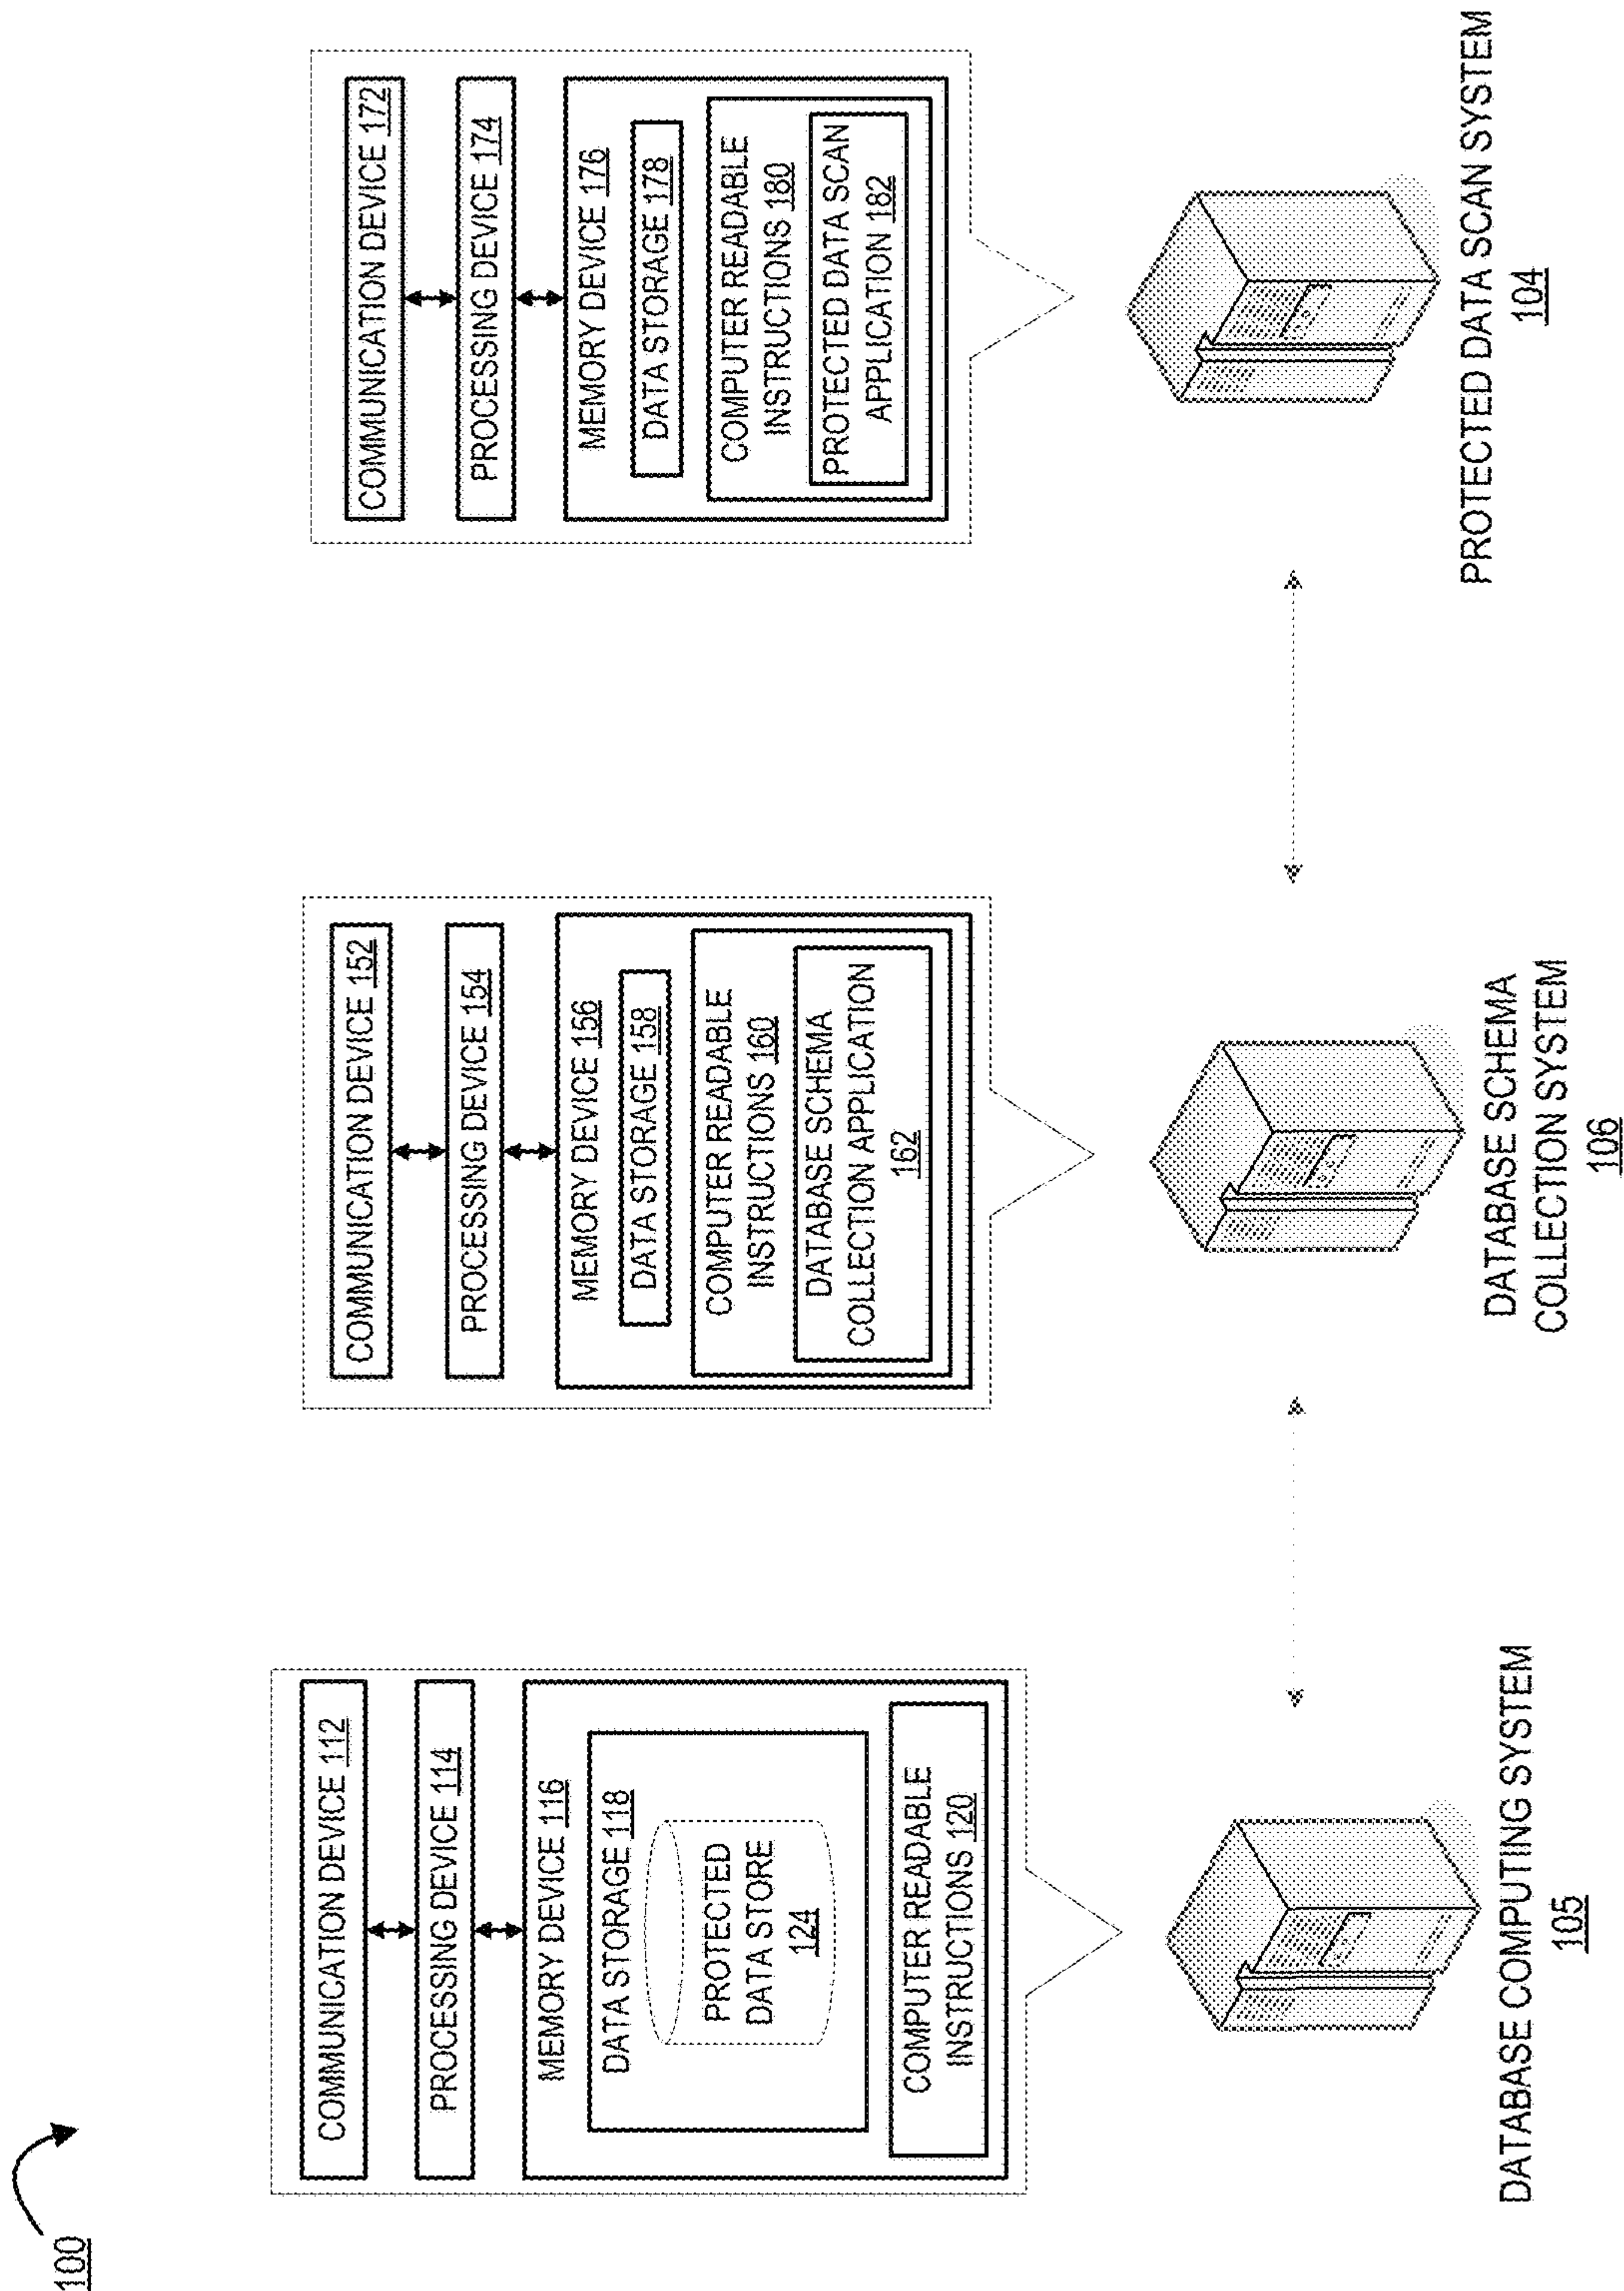 100
COMMUNICATION DEVICE 112
PROCESSING DEVICE 114
MEMORY DEVICE 116
DATA STORAGE 118
PROTECTED
DATA STORE
124
COMPUTER READABLE
INSTRUCTIONS 120
DATABASE COMPUTING SYSTEM
105
COMMUNICATION DEVICE 152
PROCESSING DEVICE 154
MEMORY DEVICE 156
DATA STORAGE 158
COMPUTER READABLE
INSTRUCTIONS 160
DATABASE SCHEMA
COLLECTION APPLICATION
162
DATABASE SCHEMA
COLLECTION SYSTEM
106
COMMUNICATION DEVICE 172
PROCESSING DEVICE 174
MEMORY DEVICE 176
DATA STORAGE 178
COMPUTER READABLE
INSTRUCTIONS 180
PROTECTED DATA SCAN
APPLICATION 182
PROTECTED DATA SCAN SYSTEM
104